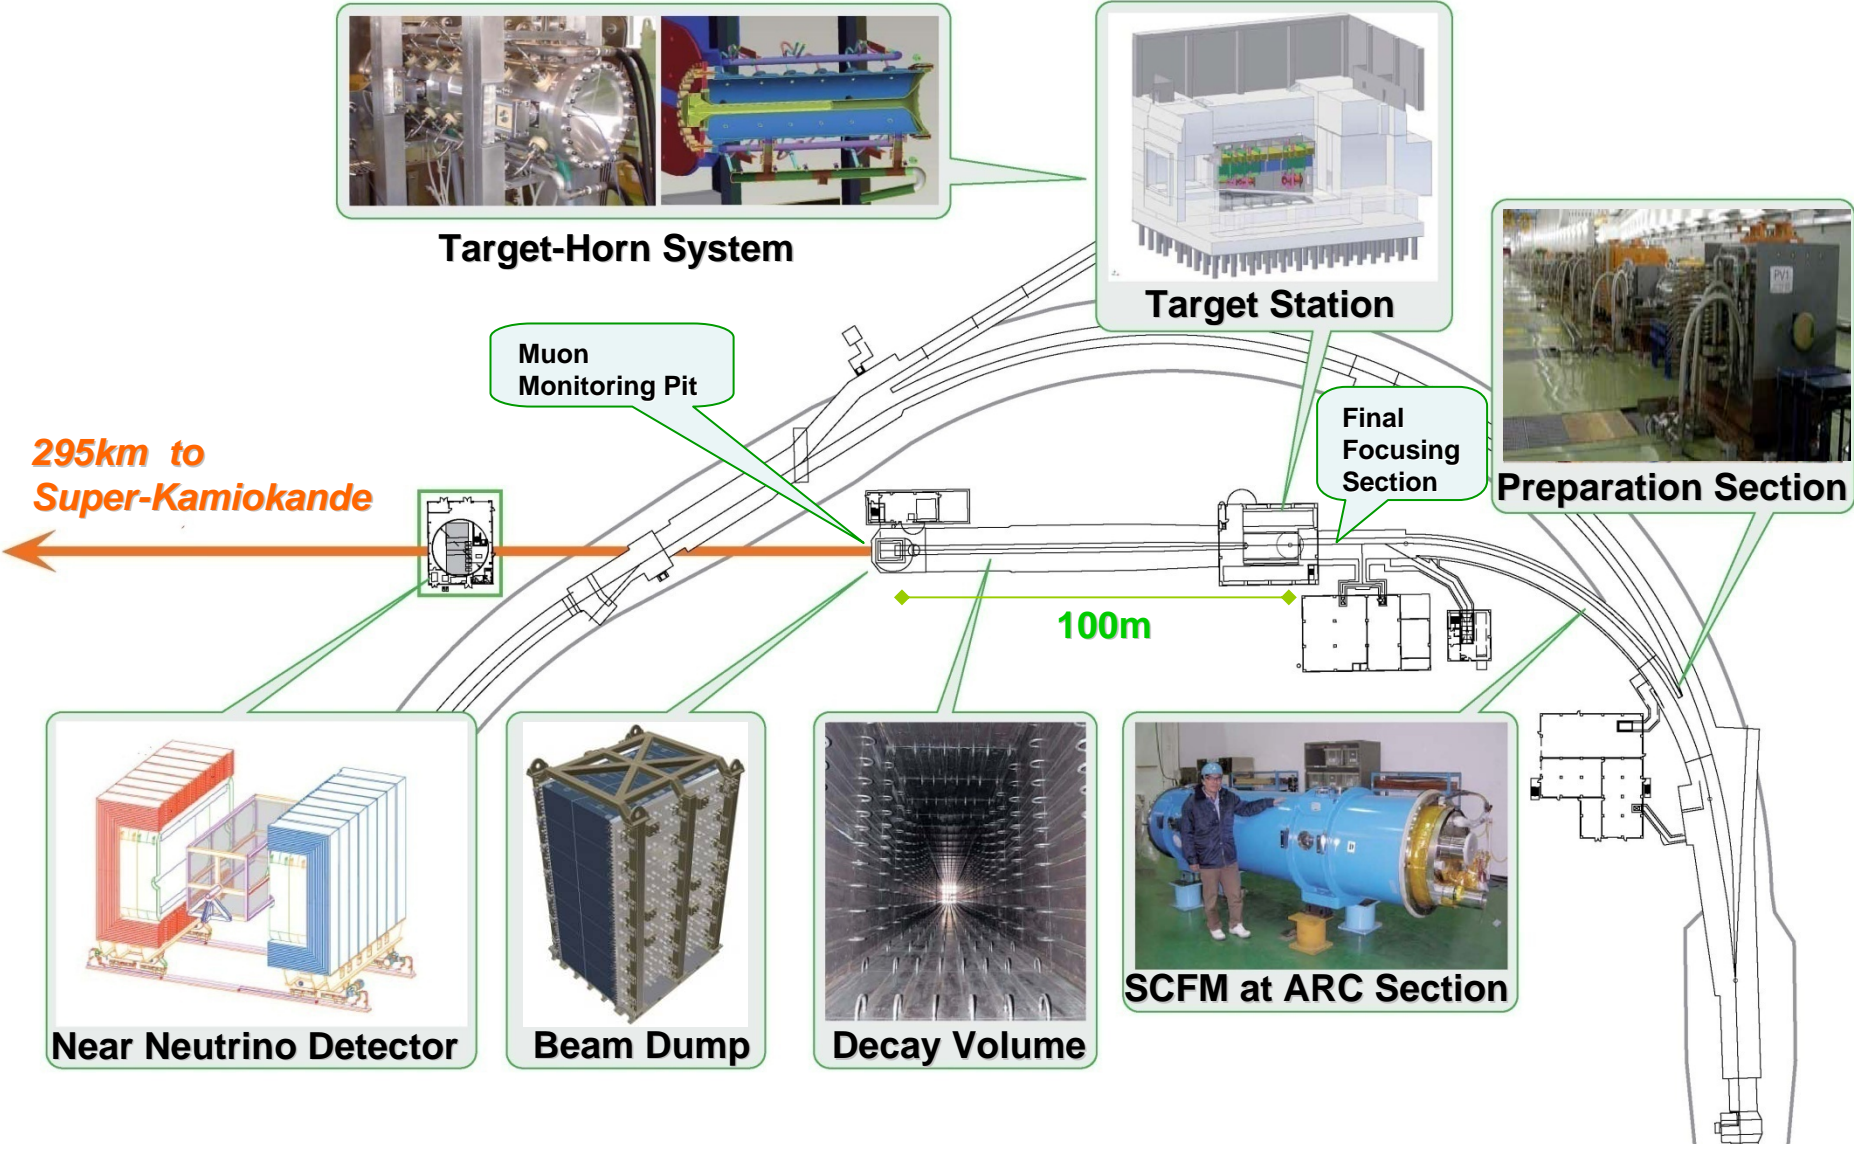 Target-Horn System
Target Station
PV1
Preparation Section
Muon
Monitoring Pit
Final
Focusing
Section
295km to
Super-Kamiokande
100m
Near Neutrino Detector
Beam Dump
Decay Volume
SCFM at ARC Section